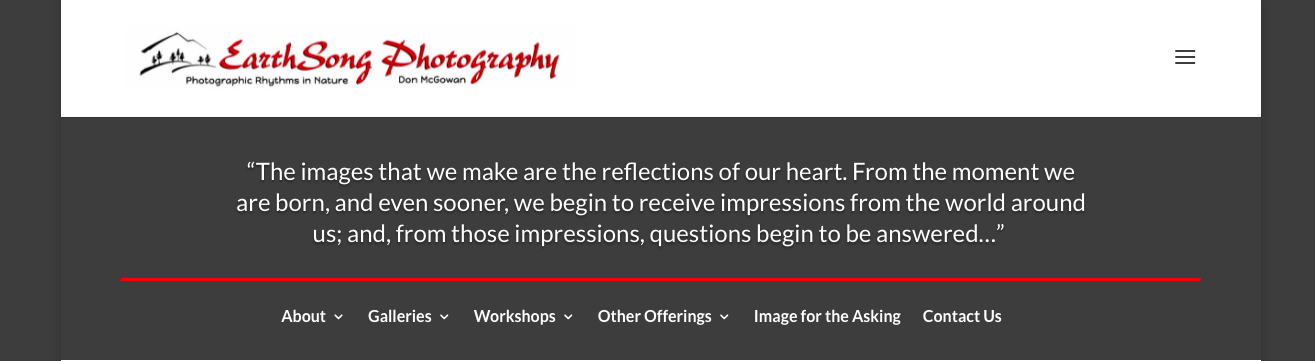 EarthSong Photography
Photographic Rhythms in Nature Don McGowan
“The images that we make are the reflections of our heart. From the moment we
are born, and even sooner, we begin to receive impressions from the world around
us; and, from those impressions, questions begin to be answered…”
About Galleries Workshops Other Offerings Image for the Asking Contact Us